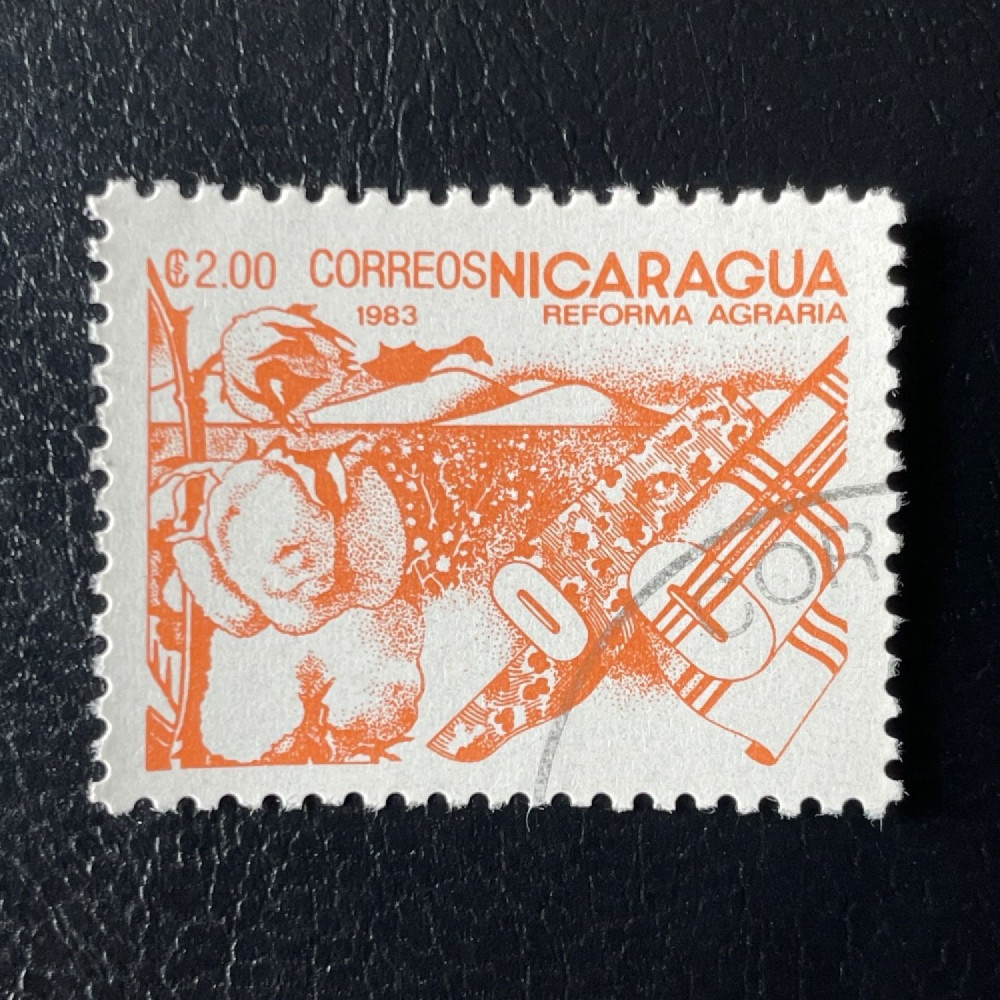 ₡2.00 CORREOS NICARAGUA
1983 REFORMA AGRARIA
COR